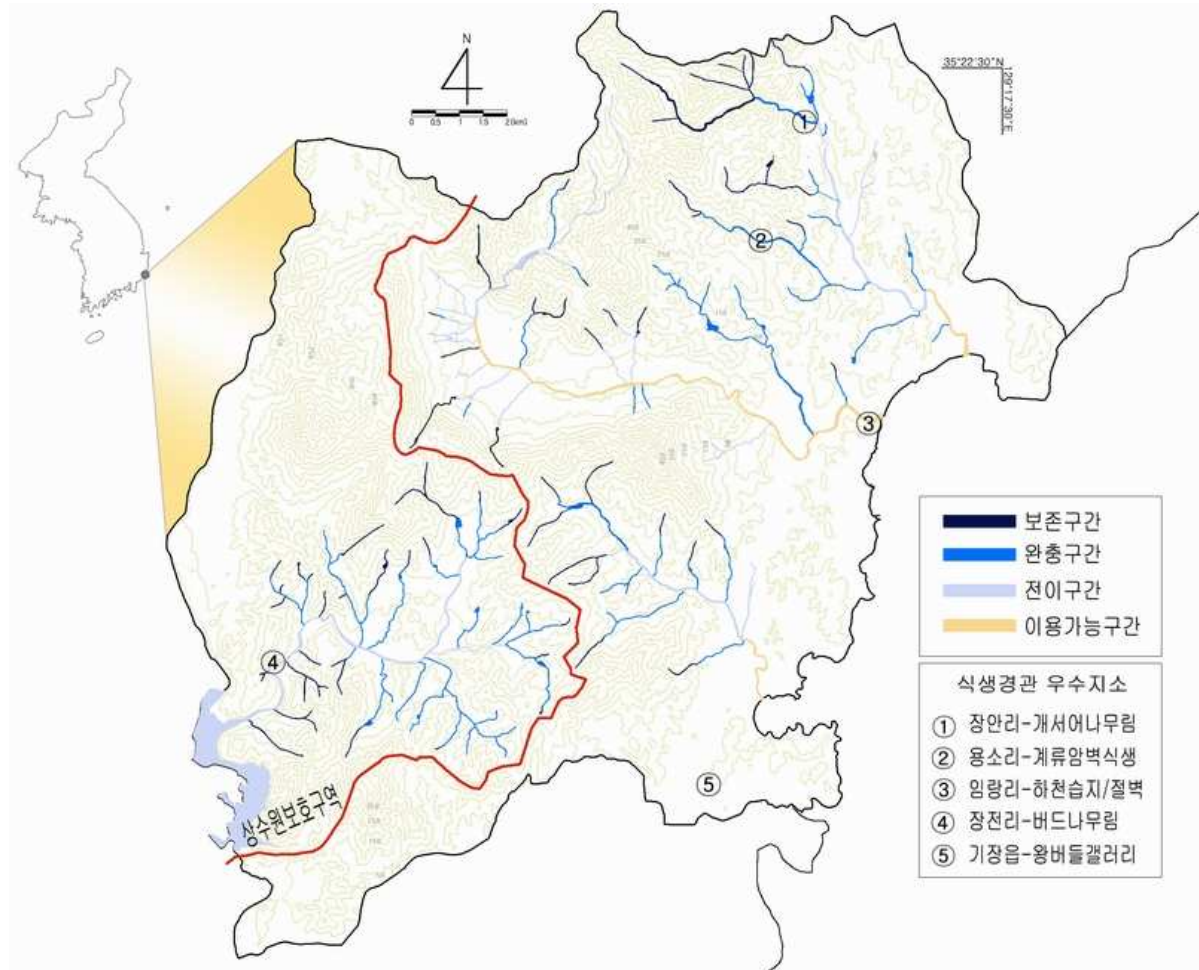 N
0 0.5 1 1.5 2(km)
35°22'30"N
129°17'30"E
①
②
③
④
⑤
상수원보호구역
보존구간
완충구간
전이구간
이용가능구간
식생경관 우수지소
① 장안리-개서어나무림
② 용소리-계류암벽식생
③ 임랑리-하천습지/절벽
④ 장전리-버드나무림
⑤ 기장읍-왕버들갤러리